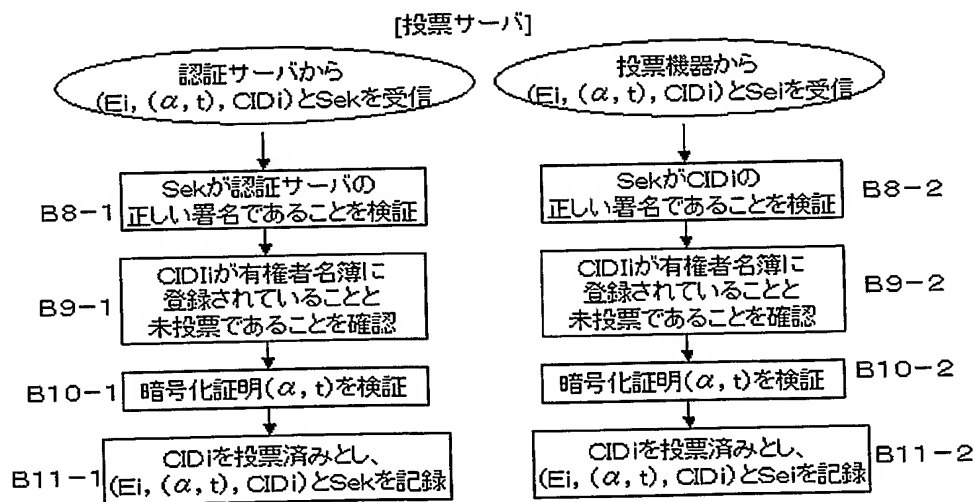 [投票サーバ]
認証サーバから
(Ei, (α, t), CIDi)とSekを受信
B8-1
Sekが認証サーバの
正しい署名であることを検証
B9-1
CIDIiが有権者名簿に
登録されていることと
未投票であることを確認
B10-1
暗号化証明(α, t)を検証
B11-1
CIDiを投票済みとし、
(Ei, (α, t), CIDi)とSekを記録
投票機器から
(Ei, (α, t), CIDi)とSeiを受信
SekがCIDiの
正しい署名であることを検証
B8-2
CIDIiが有権者名簿に
登録されていることと
未投票であることを確認
B9-2
暗号化証明(α, t)を検証
B10-2
CIDiを投票済みとし、
(Ei, (α, t), CIDi)とSeiを記録
B11-2